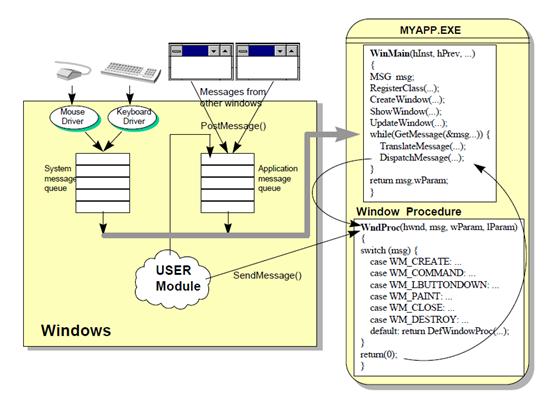 Messages from
other windows
Mouse
Driver
Keyboard
Driver
PostMessage()
System
message
queue
Application
message
queue
USER
Module
SendMessage()
Windows
MYAPP.EXE
WinMain(hInst, hPrev, ...)
{
MSG msg;
RegisterClass(...);
CreateWindow(...);
ShowWindow(...);
UpdateWindow(...);
while(GetMessage(&msg...)) {
TranslateMessage(...);
DispatchMessage(...);
}
return msg.wParam;
}
Window Procedure
WndProc(hwnd, msg, wParam, lParam)
{
switch (msg) {
case WM_CREATE: ...
case WM_COMMAND: ...
case WM_LBUTTONDOWN: ...
case WM_PAINT: ...
case WM_CLOSE: ...
case WM_DESTROY: ...
default: return DefWindowProc(...);
}
return(0);
}